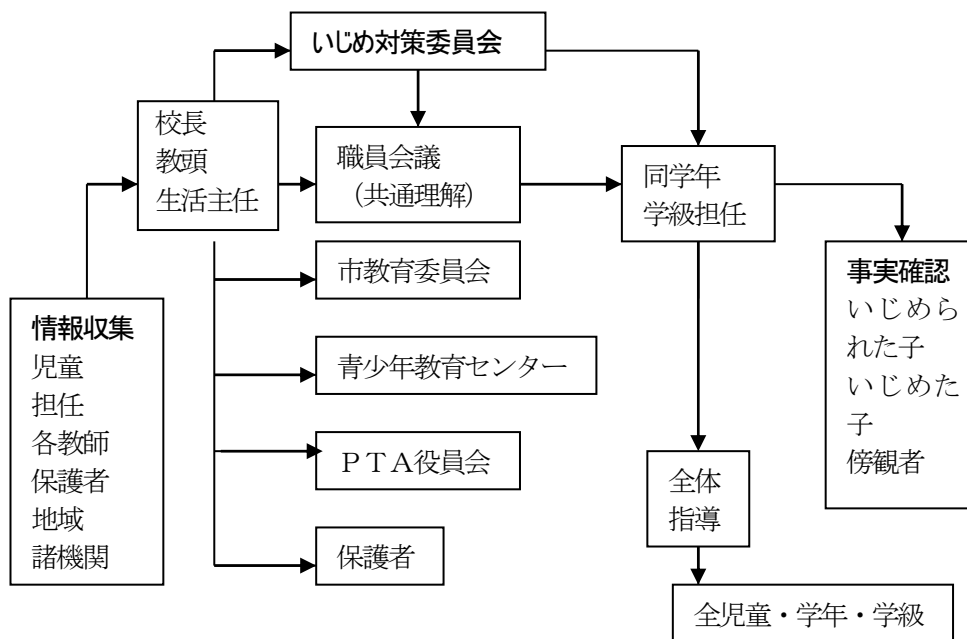 いじめ対策委員会
校長
教頭
生活主任
職員会議
（共通理解）
同学年
学級担任
市教育委員会
事実確認
いじめら
れた子
いじめた
子
傍観者
情報収集
児童
担任
各教師
保護者
地域
諸機関
青少年教育センター
ＰＴＡ役員会
全体
指導
保護者
全児童・学年・学級